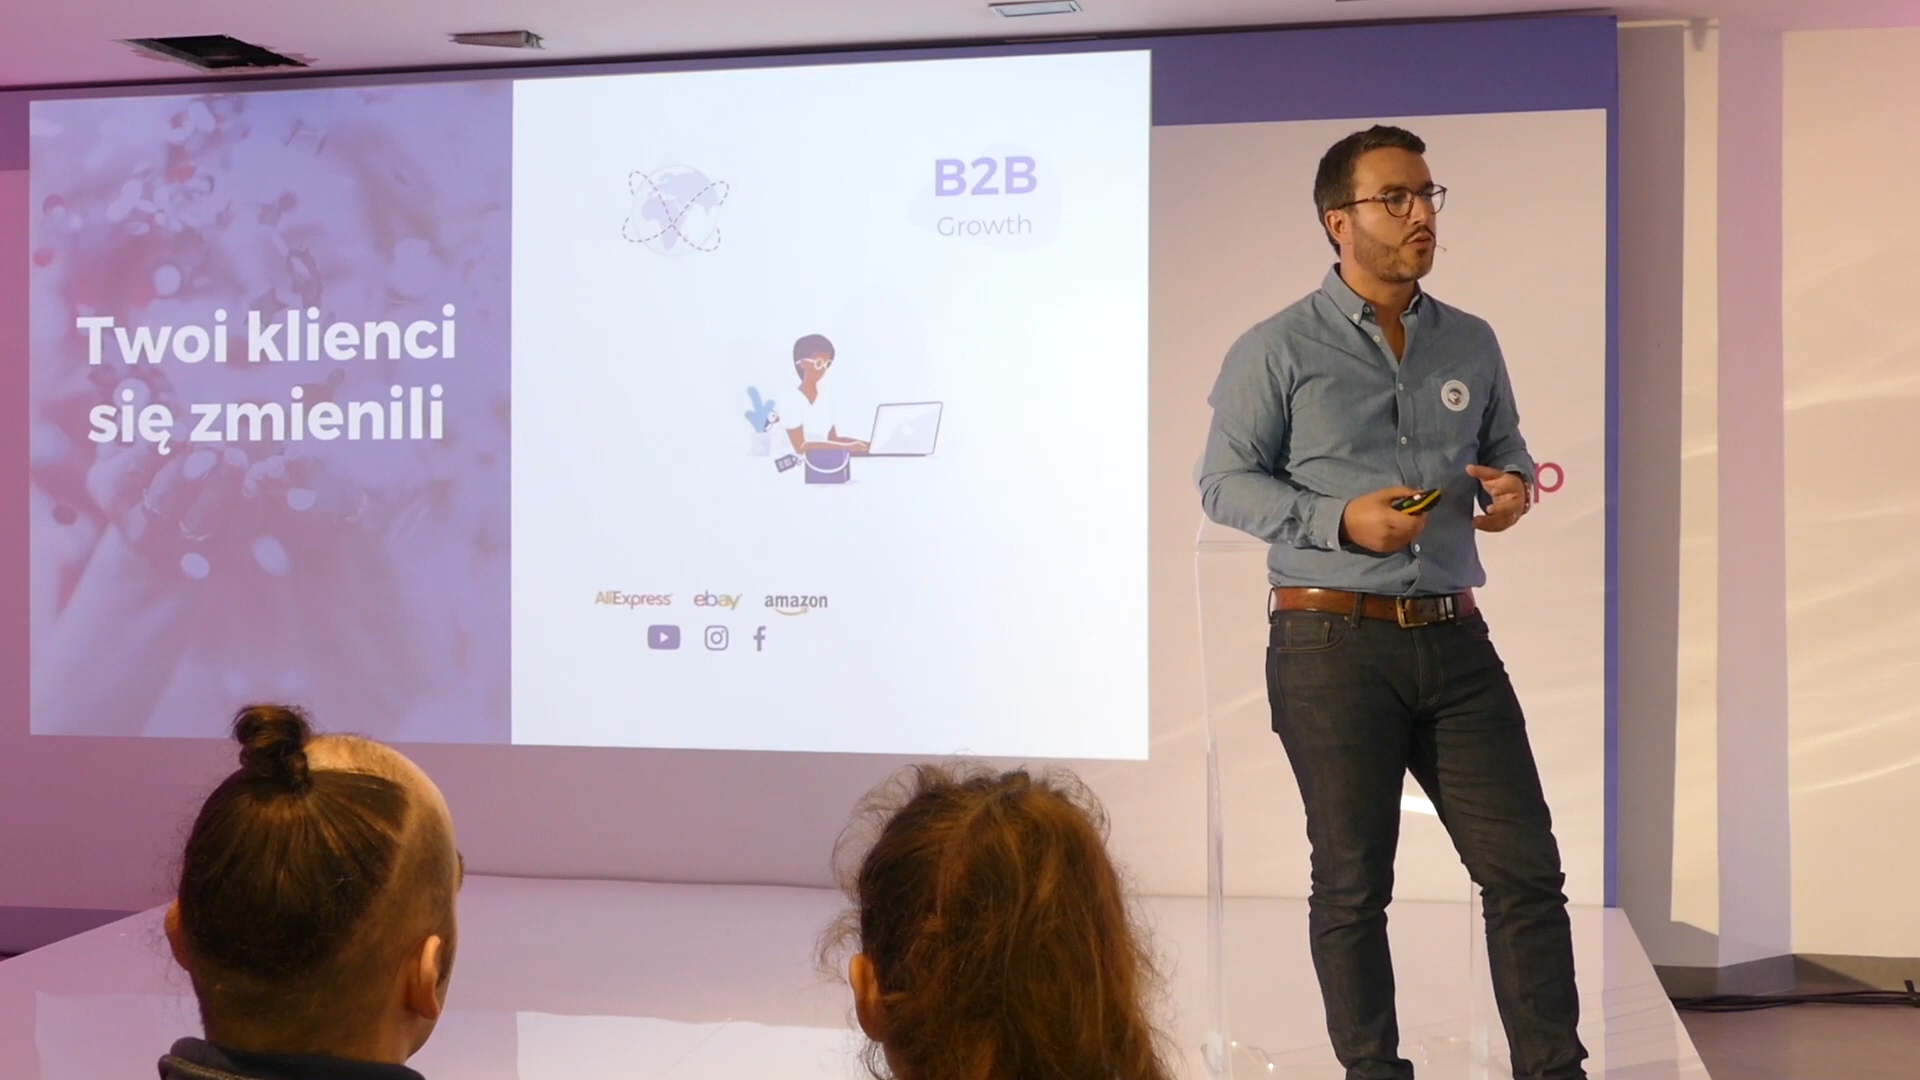 Twoi klienci
się zmienili
B2B
Growth
AliExpress ebay amazon
p